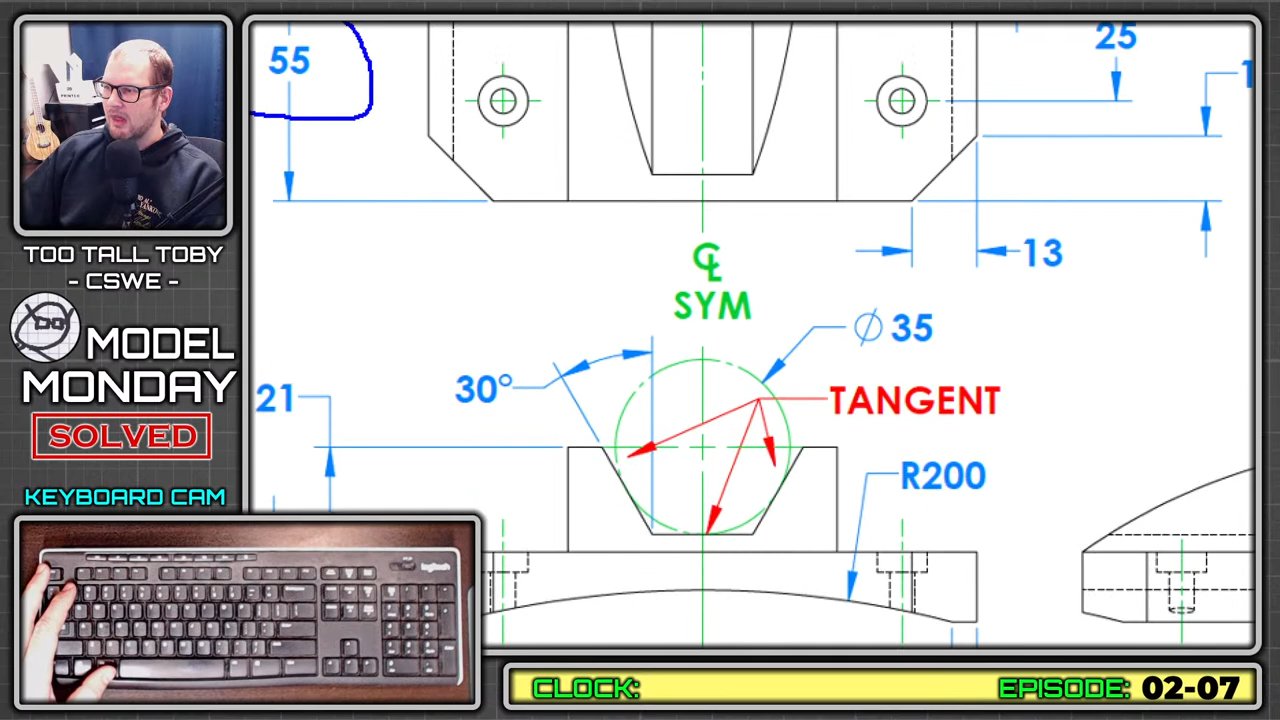 TOO TALL TOBY
- CSWE -
MODEL
MONDAY
SOLVED
KEYBOARD CAM
logitech
55
25
1
13
℄
SYM
∅ 35
30°
TANGENT
21
R200
CLOCK:
EPISODE: 02-07